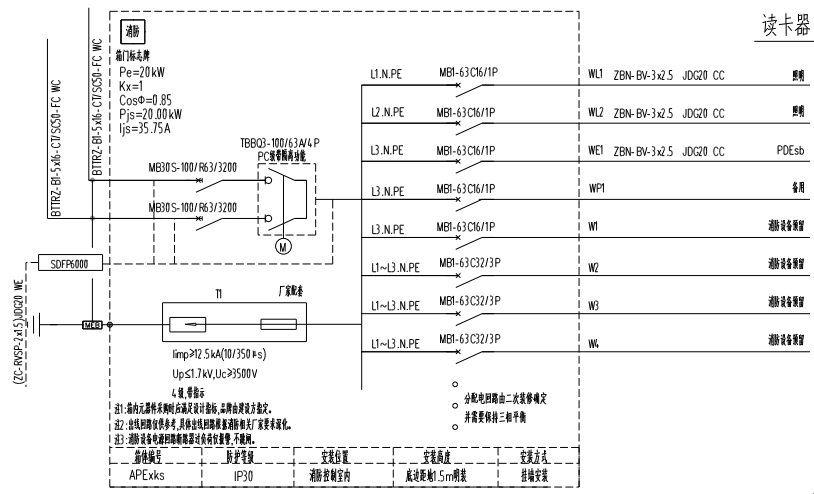 读卡器
消防
箱门标志牌
Pe=20kW
Kx=1
CosΦ=0.85
Pjs=20.00kW
Ijs=35.75A
BTTRZ-B1-5x16-CT/SC50-FC WC
BTTRZ-B1-5x16-CT/SC50-FC WC
TBBQ3-100/63A/4P
PC级带隔离功能
MB30S-100/R63/3200
MB30S-100/R63/3200
M
L1.N.PE MB1-63C16/1P WL1 ZBN-BV-3x2.5 JDG20 CC 照明
L2.N.PE MB1-63C16/1P WL2 ZBN-BV-3x2.5 JDG20 CC 照明
L3.N.PE MB1-63C16/1P WE1 ZBN-BV-3x2.5 JDG20 CC PDEsb
L3.N.PE MB1-63C16/1P WP1 备用
L3.N.PE MB1-63C16/1P W1 消防设备预留
L1~L3.N.PE MB1-63C32/3P W2 消防设备预留
L1~L3.N.PE MB1-63C32/3P W3 消防设备预留
L1~L3.N.PE MB1-63C32/3P W4 消防设备预留
SDFP6000
(ZC-RVSP-2x1.5)JDG20 WE
MEB
T1 厂家配套
Iimp≥12.5kA(10/350μs)
Up≤1.7kV,Uc≥350OV
4级,带指示
分配电回路由二次装修确定
并需要保持三相平衡
注1:箱内元器件采购时应满足设计指标,品牌由建设方指定。
注2:出线回路仅供参考,具体出线回路根据消防相关厂家要求深化。
注3:消防设备电源回路断路器过负荷仅报警,不跳闸。
箱体编号 防护等级 安装位置 安装高度 安装方式
APExks IP30 消防控制室内 底边距地1.5m明装 挂墙安装